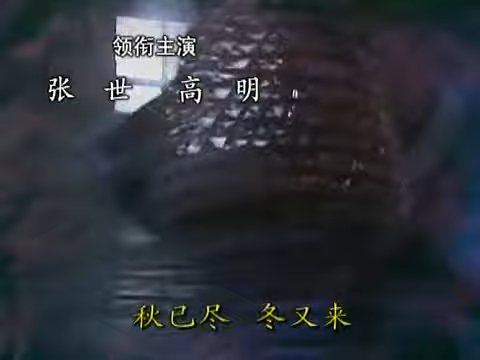 领衔主演
张 世 高 明
秋已尽 冬又来